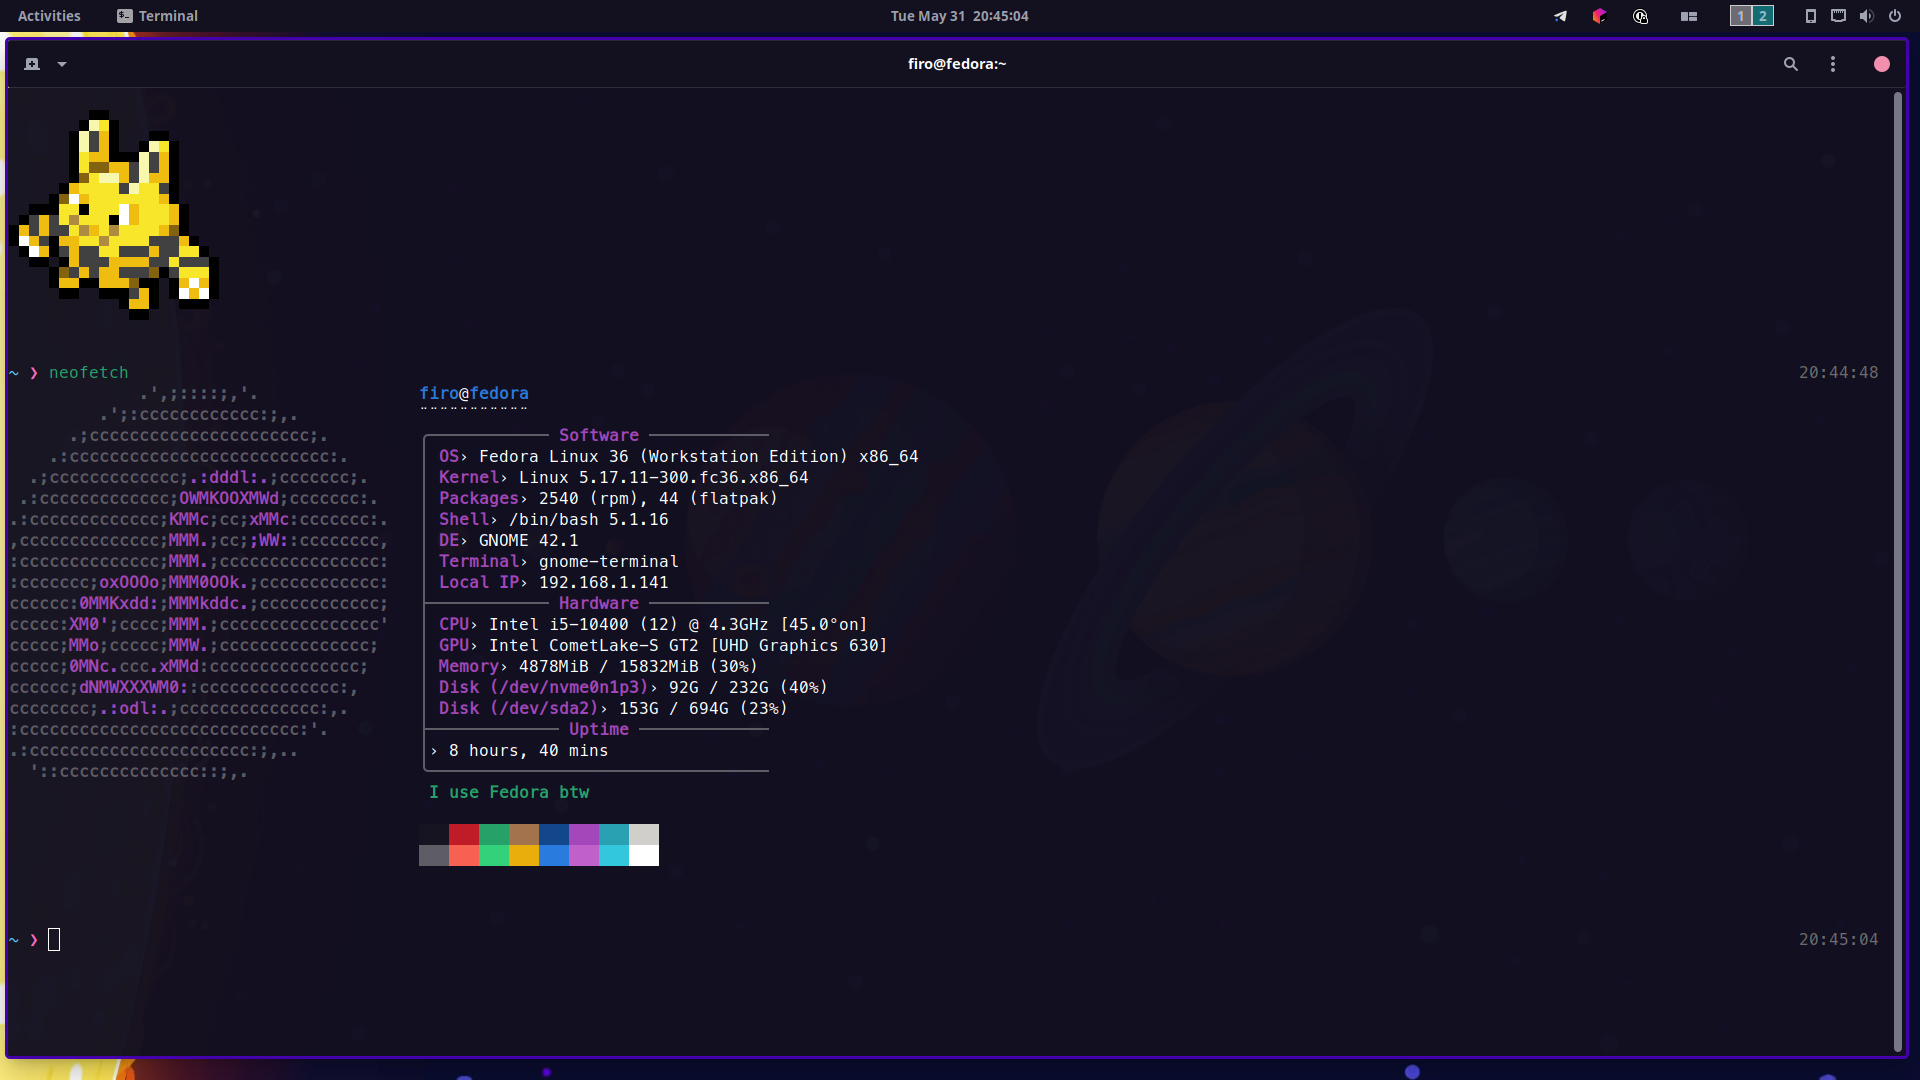 Activities Terminal Tue May 31 20:45:04 1 2
firo@fedora:~
~ ❯ neofetch 20:44:48
.',;::::;,'.
.';:cccccccccccc:;,.
.;cccccccccccccccccccccc;.
.:cccccccccccccccccccccccccc:.
.;ccccccccccccc;.:dddl:.;ccccccc;.
.:ccccccccccccc;OWMKOOXMWd;ccccccc:.
.:ccccccccccccc;KMMc;cc;xMMc:ccccccc:.
,cccccccccccccc;MMM.;cc;;WW::cccccccc,
:cccccccccccccc;MMM.;cccccccccccccccc:
:ccccccc;oxOOOo;MMM0OOk.;cccccccccccc:
cccccc:0MMKxdd:;MMMkddc.;cccccccccccc;
ccccc:XM0';cccc;MMM.;cccccccccccccccc'
ccccc;MMo;ccccc;MMW.;ccccccccccccccc;
ccccc;0MNc.ccc.xMMd:ccccccccccccccc;
cccccc;dNMWXXXWM0::cccccccccccccc:,
cccccccc;.:odl:.;cccccccccccccc:,.
:cccccccccccccccccccccccccccc:'.
.:cccccccccccccccccccccc:;,..
'::cccccccccccccc::;,.
firo@fedora
Software
OS› Fedora Linux 36 (Workstation Edition) x86_64
Kernel› Linux 5.17.11-300.fc36.x86_64
Packages› 2540 (rpm), 44 (flatpak)
Shell› /bin/bash 5.1.16
DE› GNOME 42.1
Terminal› gnome-terminal
Local IP› 192.168.1.141
Hardware
CPU› Intel i5-10400 (12) @ 4.3GHz [45.0°on]
GPU› Intel CometLake-S GT2 [UHD Graphics 630]
Memory› 4878MiB / 15832MiB (30%)
Disk (/dev/nvme0n1p3)› 92G / 232G (40%)
Disk (/dev/sda2)› 153G / 694G (23%)
Uptime
› 8 hours, 40 mins
I use Fedora btw
~ ❯ 20:45:04